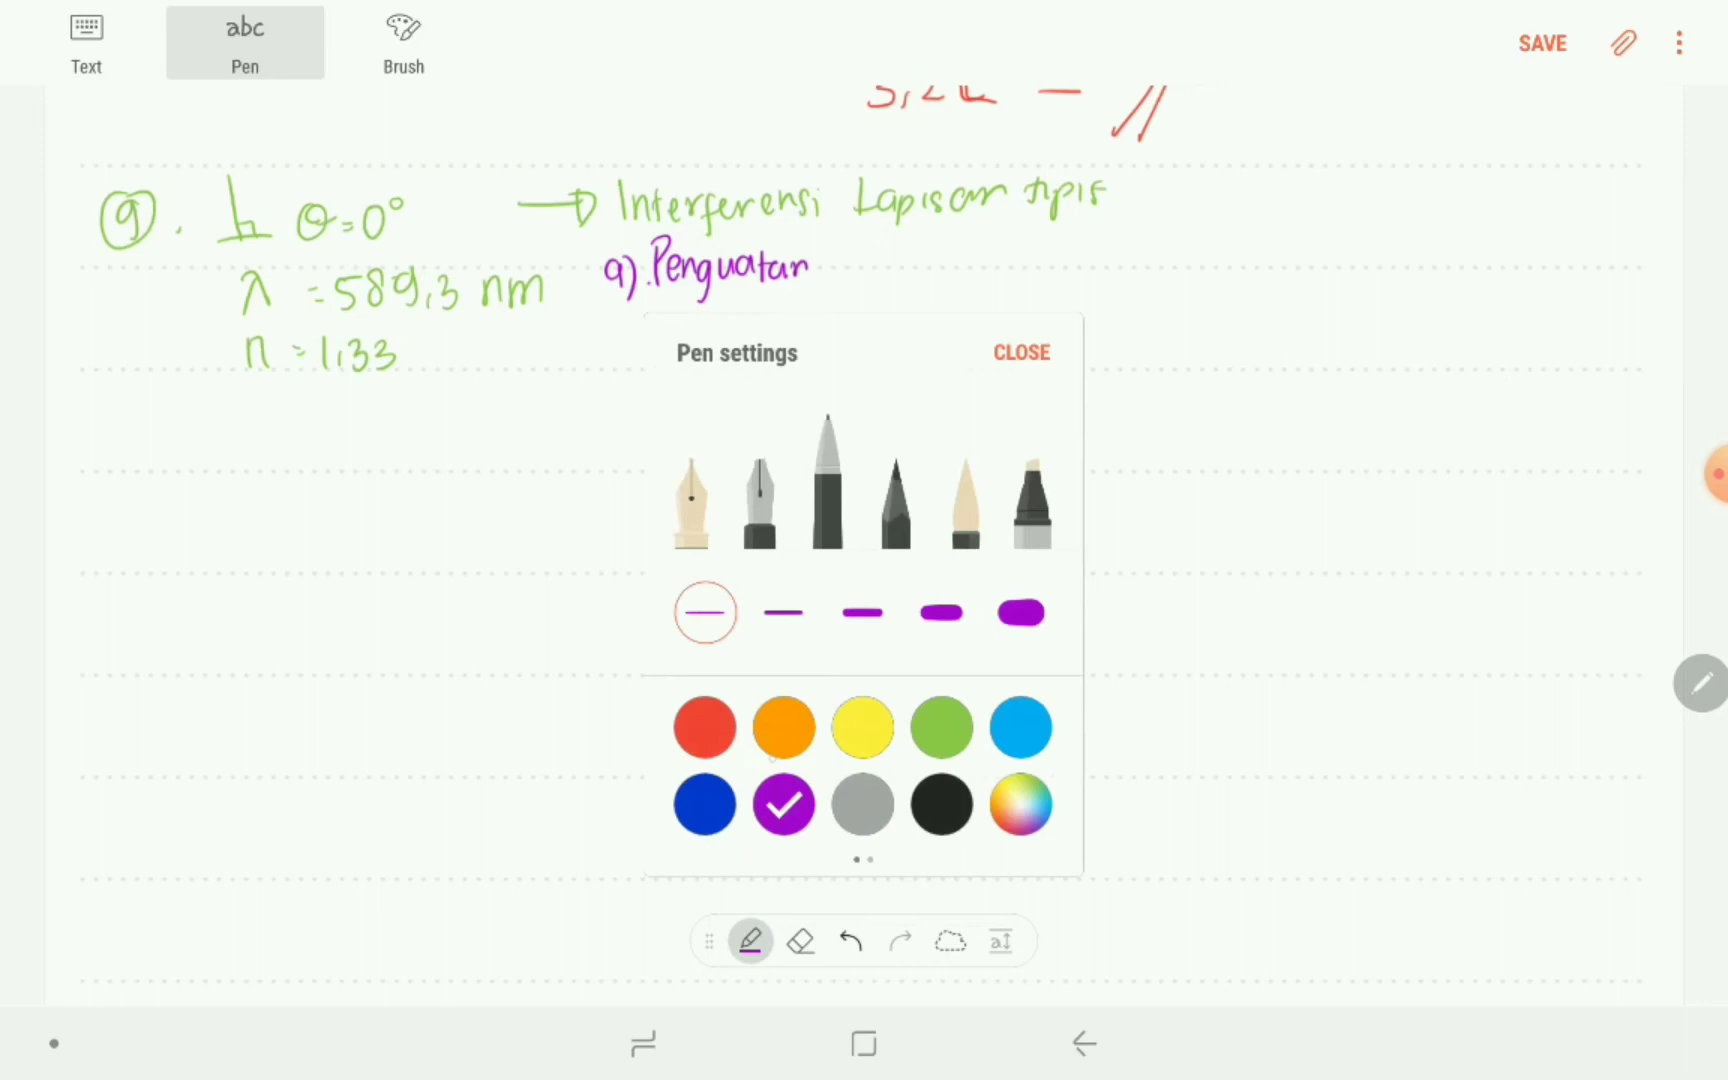 abc
Text Pen Brush
SAVE
9. θ=0° → Interferensi Lapisan tipis
λ = 589,3 nm
a). Penguatan
n = 1,33
Pen settings
CLOSE